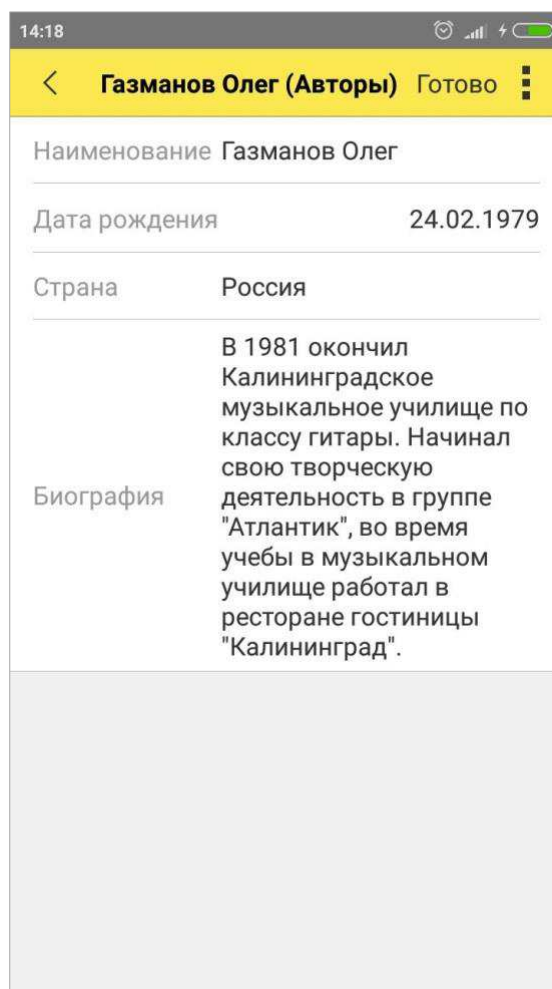 14:18
Газманов Олег (Авторы) Готово
Наименование Газманов Олег
Дата рождения 24.02.1979
Страна Россия
Биография
В 1981 окончил
Калининградское
музыкальное училище по
классу гитары. Начинал
свою творческую
деятельность в группе
"Атлантик", во время
учебы в музыкальном
училище работал в
ресторане гостиницы
"Калининград".